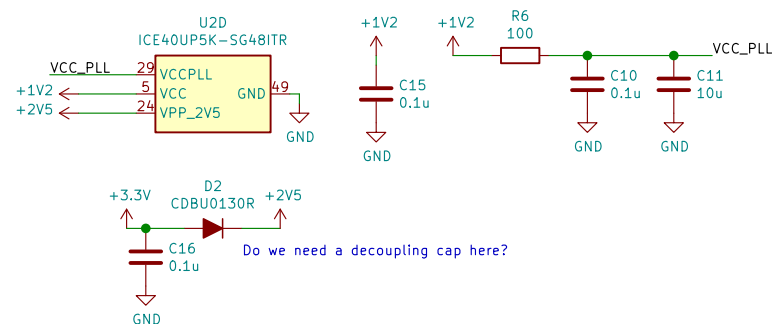 U2D
ICE40UP5K-SG48ITR
VCC_PLL
29
VCCPLL
+1V2
5
VCC
GND
49
+2V5
24
VPP_2V5
GND
+1V2
C15
0.1u
GND
+1V2
R6
100
VCC_PLL
C10
0.1u
C11
10u
GND
GND
+3.3V
D2
CDBU0130R
+2V5
C16
0.1u
GND
Do we need a decoupling cap here?